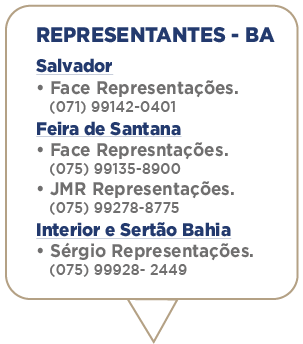 REPRESENTANTES - BA
Salvador
• Face Representações.
(071) 99142-0401
Feira de Santana
• Face Represntações.
(075) 99135-8900
• JMR Representações.
(075) 99278-8775
Interior e Sertão Bahia
• Sérgio Representações.
(075) 99928- 2449